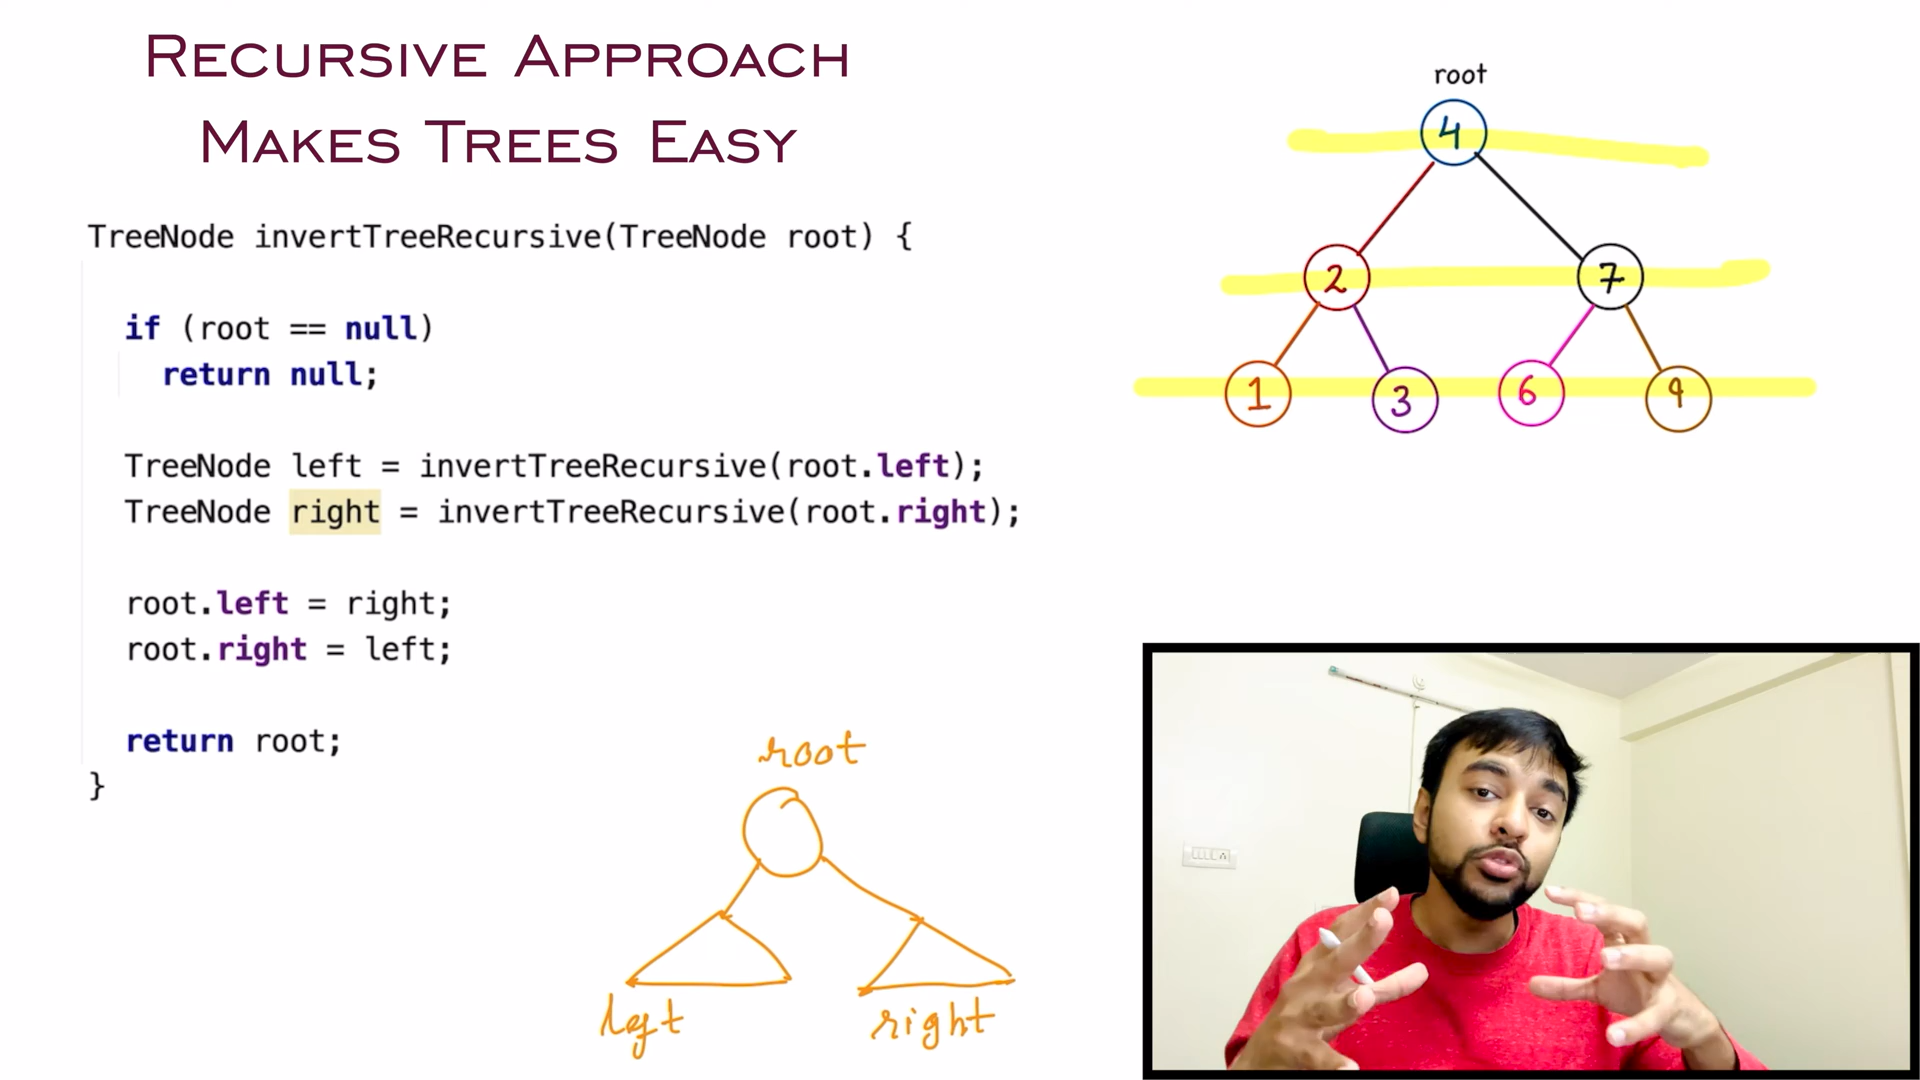 RECURSIVE APPROACH
MAKES TREES EASY
TreeNode invertTreeRecursive(TreeNode root) {
if (root == null)
return null;
TreeNode left = invertTreeRecursive(root.left);
TreeNode right = invertTreeRecursive(root.right);
root.left = right;
root.right = left;
return root;
}
root
4
2 7
1 3 6 9
root
left right